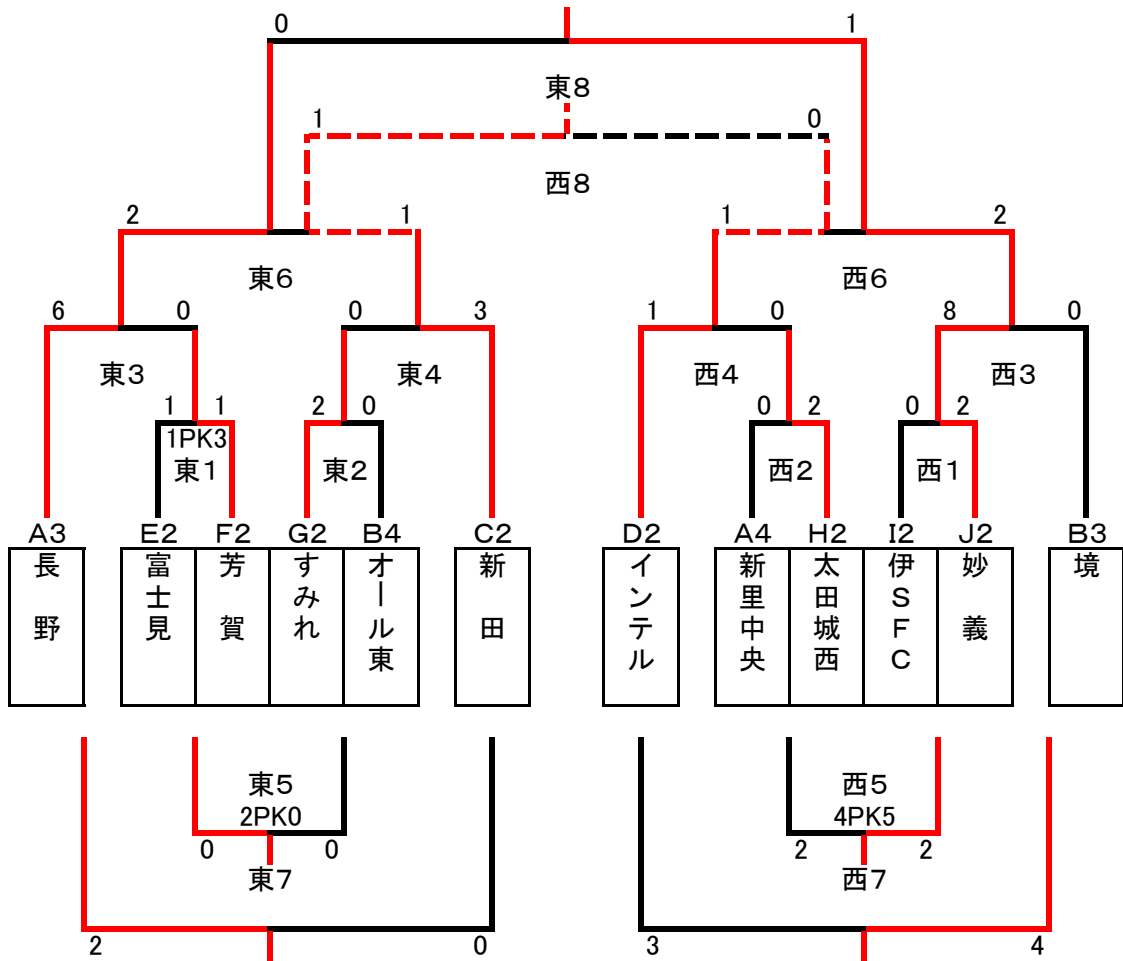 0 1
東8
1 0
西8
2 1 1 2
東6 西6
6 0 0 3 1 0 8 0
東3 東4 西4 西3
1 1 2 0 0 2 0 2
1PK3
東1 東2 西2 西1
A3 E2 F2 G2 B4 C2 D2 A4 H2 I2 J2 B3
長野
富士見
芳賀
すみれ
オール東
新田
インテル
新里中央
太田城西
伊SFC
妙義
境
東5 西5
2PK0 4PK5
0 0 2 2
東7 西7
2 0 3 4